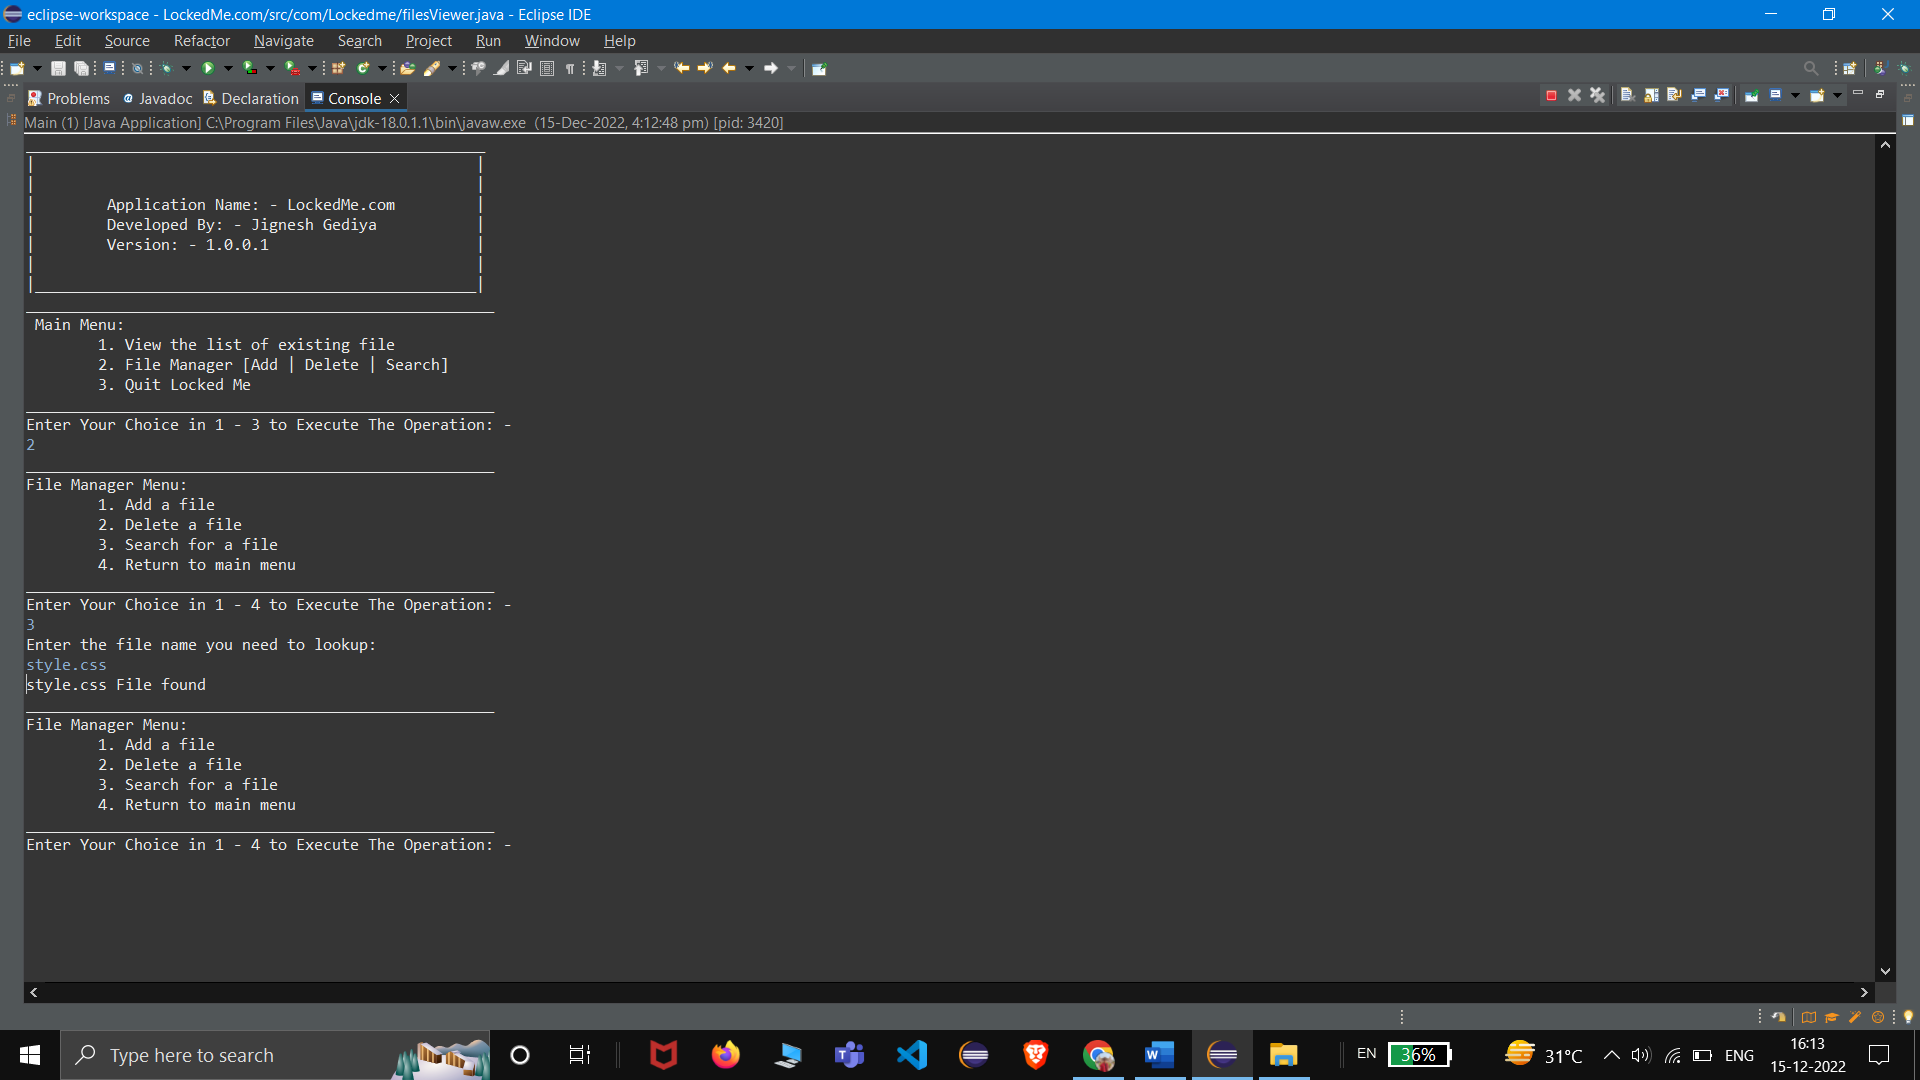 eclipse-workspace - LockedMe.com/src/com/Lockedme/filesViewer.java - Eclipse IDE
File Edit Source Refactor Navigate Search Project Run Window Help
Problems Javadoc Declaration Console
Main (1) [Java Application] C:\Program Files\Java\jdk-18.0.1.1\bin\javaw.exe (15-Dec-2022, 4:12:48 pm) [pid: 3420]
Application Name: - LockedMe.com
Developed By: - Jignesh Gediya
Version: - 1.0.0.1
Main Menu:
1. View the list of existing file
2. File Manager [Add | Delete | Search]
3. Quit Locked Me
Enter Your Choice in 1 - 3 to Execute The Operation: -
2
File Manager Menu:
1. Add a file
2. Delete a file
3. Search for a file
4. Return to main menu
Enter Your Choice in 1 - 4 to Execute The Operation: -
3
Enter the file name you need to lookup:
style.css
style.css File found
File Manager Menu:
1. Add a file
2. Delete a file
3. Search for a file
4. Return to main menu
Enter Your Choice in 1 - 4 to Execute The Operation: -
Type here to search
EN 36% 31°C ENG 16:13
15-12-2022